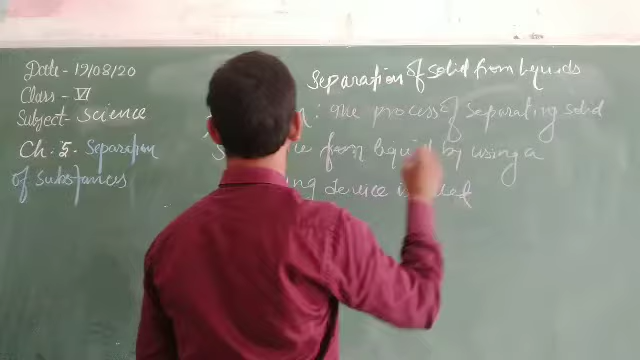 Date - 19/08/20
Class - VI
Subject - Science
Ch: 5. Separation
of Substances
Separation of solid from liquids
: The process of separating solid
from liquid by using a
device is